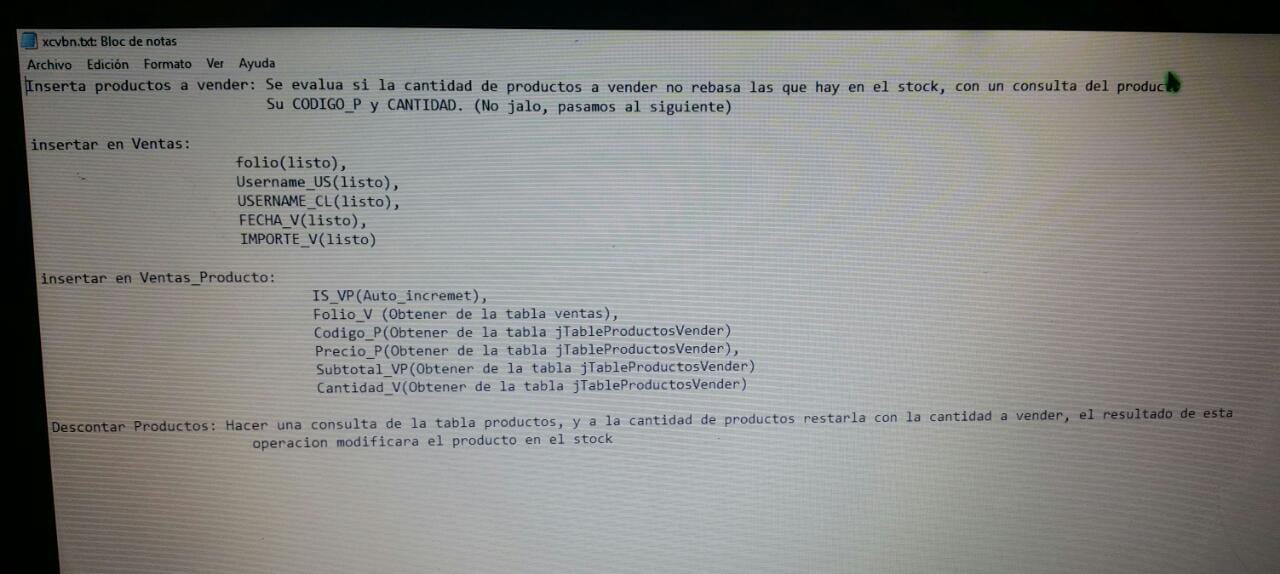 xcvbn.txt: Bloc de notas
Archivo Edición Formato Ver Ayuda
Inserta productos a vender: Se evalua si la cantidad de productos a vender no rebasa las que hay en el stock, con un consulta del produc
Su CODIGO_P y CANTIDAD. (No jalo, pasamos al siguiente)
insertar en Ventas:
folio(listo),
Username_US(listo),
USERNAME_CL(listo),
FECHA_V(listo),
IMPORTE_V(listo)
insertar en Ventas_Producto:
IS_VP(Auto_incremet),
Folio_V (Obtener de la tabla ventas),
Codigo_P(Obtener de la tabla jTableProductosVender)
Precio_P(Obtener de la tabla jTableProductosVender),
Subtotal_VP(Obtener de la tabla jTableProductosVender)
Cantidad_V(Obtener de la tabla jTableProductosVender)
Descontar Productos: Hacer una consulta de la tabla productos, y a la cantidad de productos restarla con la cantidad a vender, el resultado de esta
operacion modificara el producto en el stock